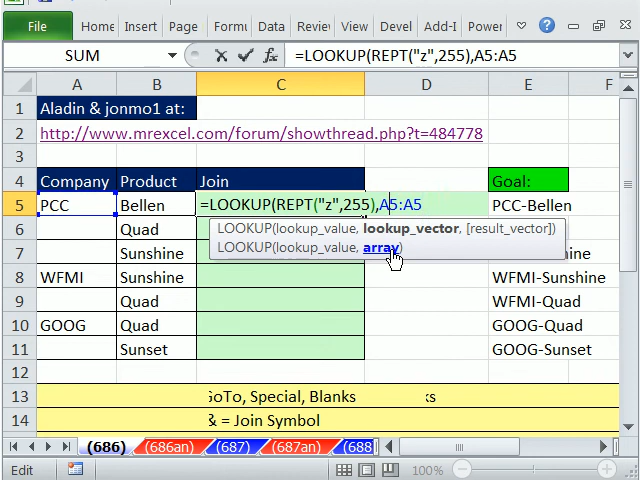 File Home Insert Page Formu Data Revie View Devel Add-I Power
SUM =LOOKUP(REPT("z",255),A5:A5
A B C D E F
1 Aladin & jonmo1 at:
2 http://www.mrexcel.com/forum/showthread.php?t=484778
3
4 Company Product Join Goal:
5 PCC Bellen =LOOKUP(REPT("z",255),A5:A5 PCC-Bellen
6 Quad LOOKUP(lookup_value, lookup_vector, [result_vector])
7 Sunshine LOOKUP(lookup_value, array) shine
8 WFMI Sunshine WFMI-Sunshine
9 Quad WFMI-Quad
10 GOOG Quad GOOG-Quad
11 Sunset GOOG-Sunset
12
13 GoTo, Special, Blanks ks
14 & = Join Symbol
(686) (686an) (687) (687an) (688
Edit 100%